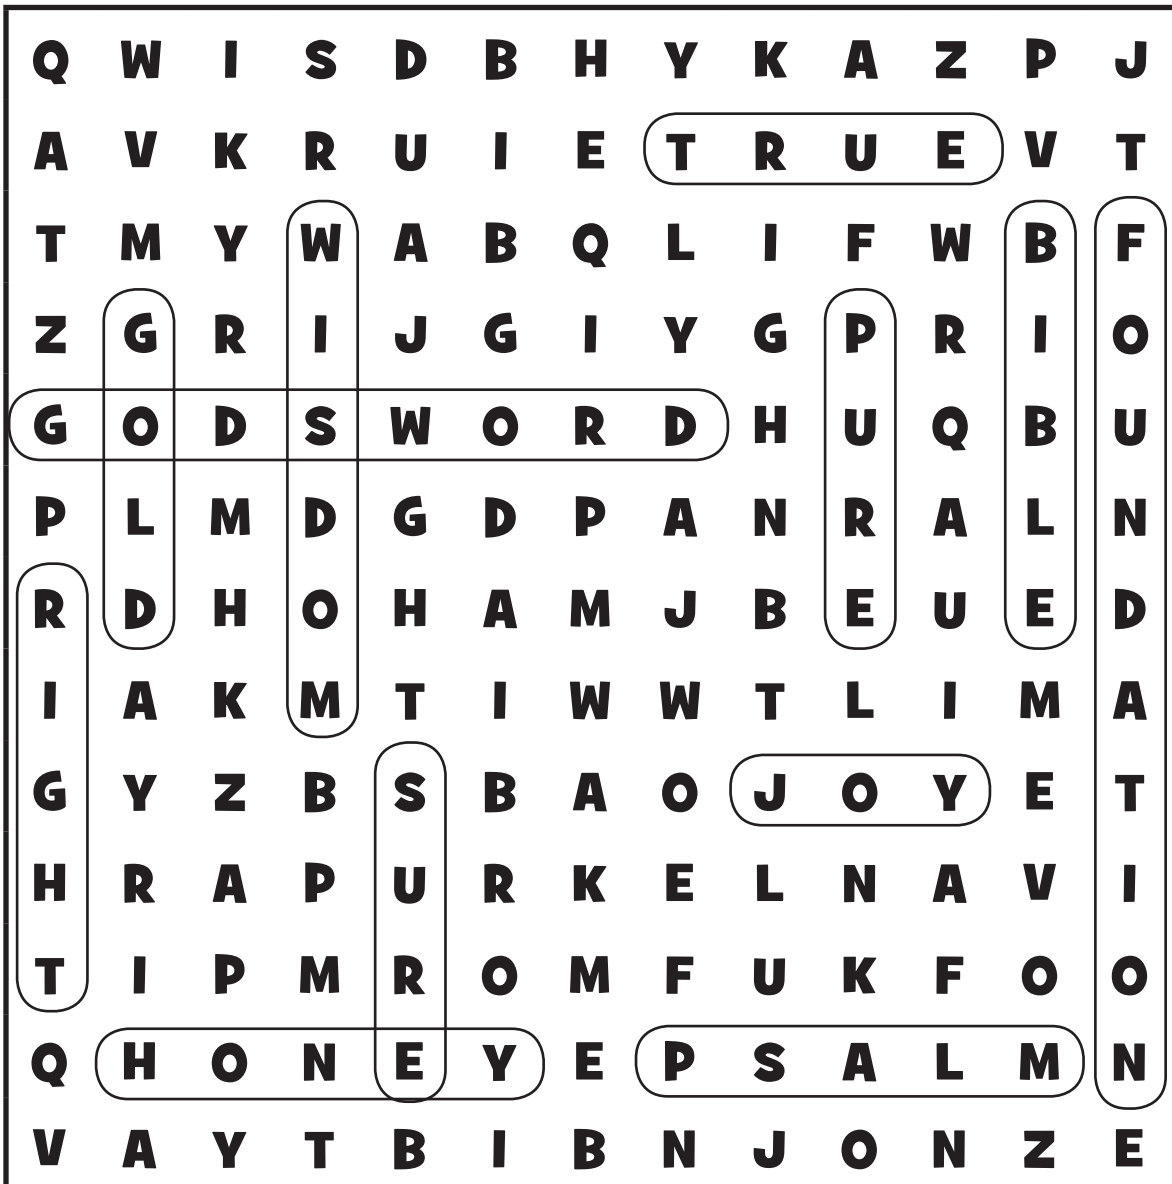 Q W I S D B H Y K A Z P J
A V K R U I E T R U E V T
T M Y W A B Q L I F W B F
Z G R I J G I Y G P R I O
G O D S W O R D H U Q B U
P L M D G D P A N R A L N
R D H O H A M J B E U E D
I A K M T I W W T L I M A
G Y Z B S B A O J O Y E T
H R A P U R K E L N A V I
T I P M R O M F U K F O O
Q H O N E Y E P S A L M N
V A Y T B I B N J O N Z E